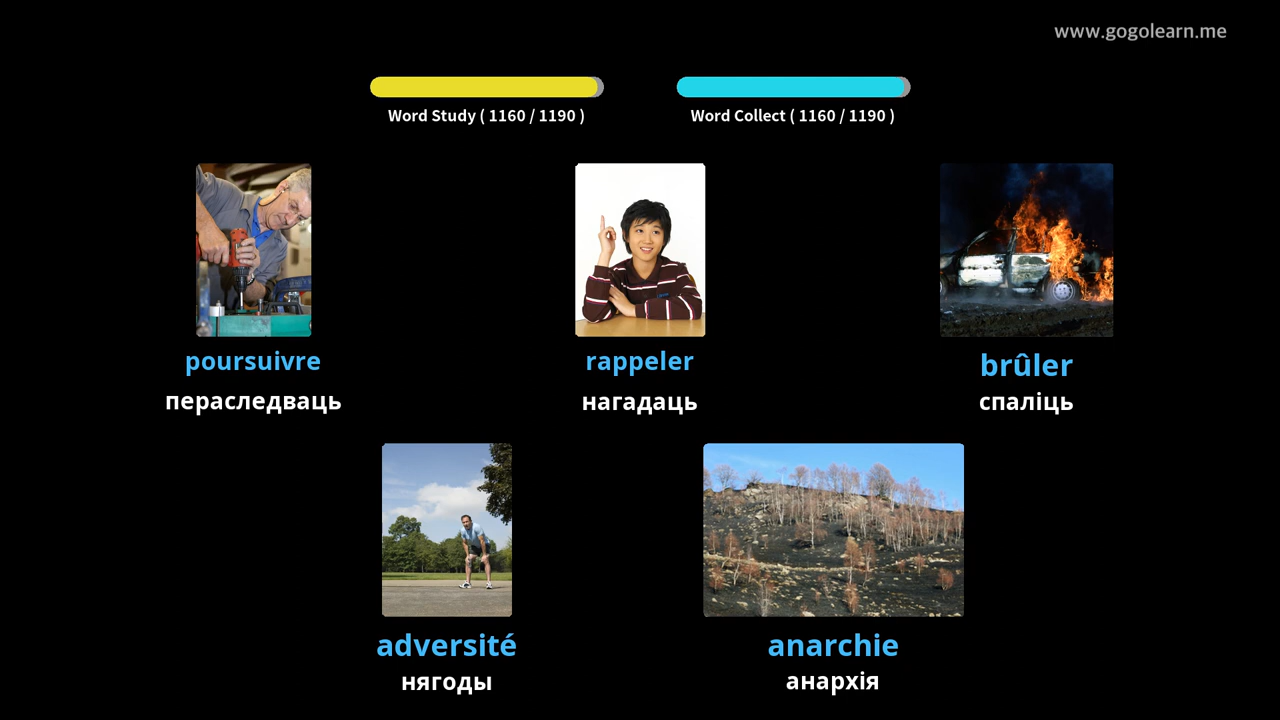 www.gogolearn.me
Word Study ( 1160 / 1190 )
Word Collect ( 1160 / 1190 )
poursuivre
пераследваць
rappeler
нагадаць
brûler
спаліць
adversité
нягоды
anarchie
анархія